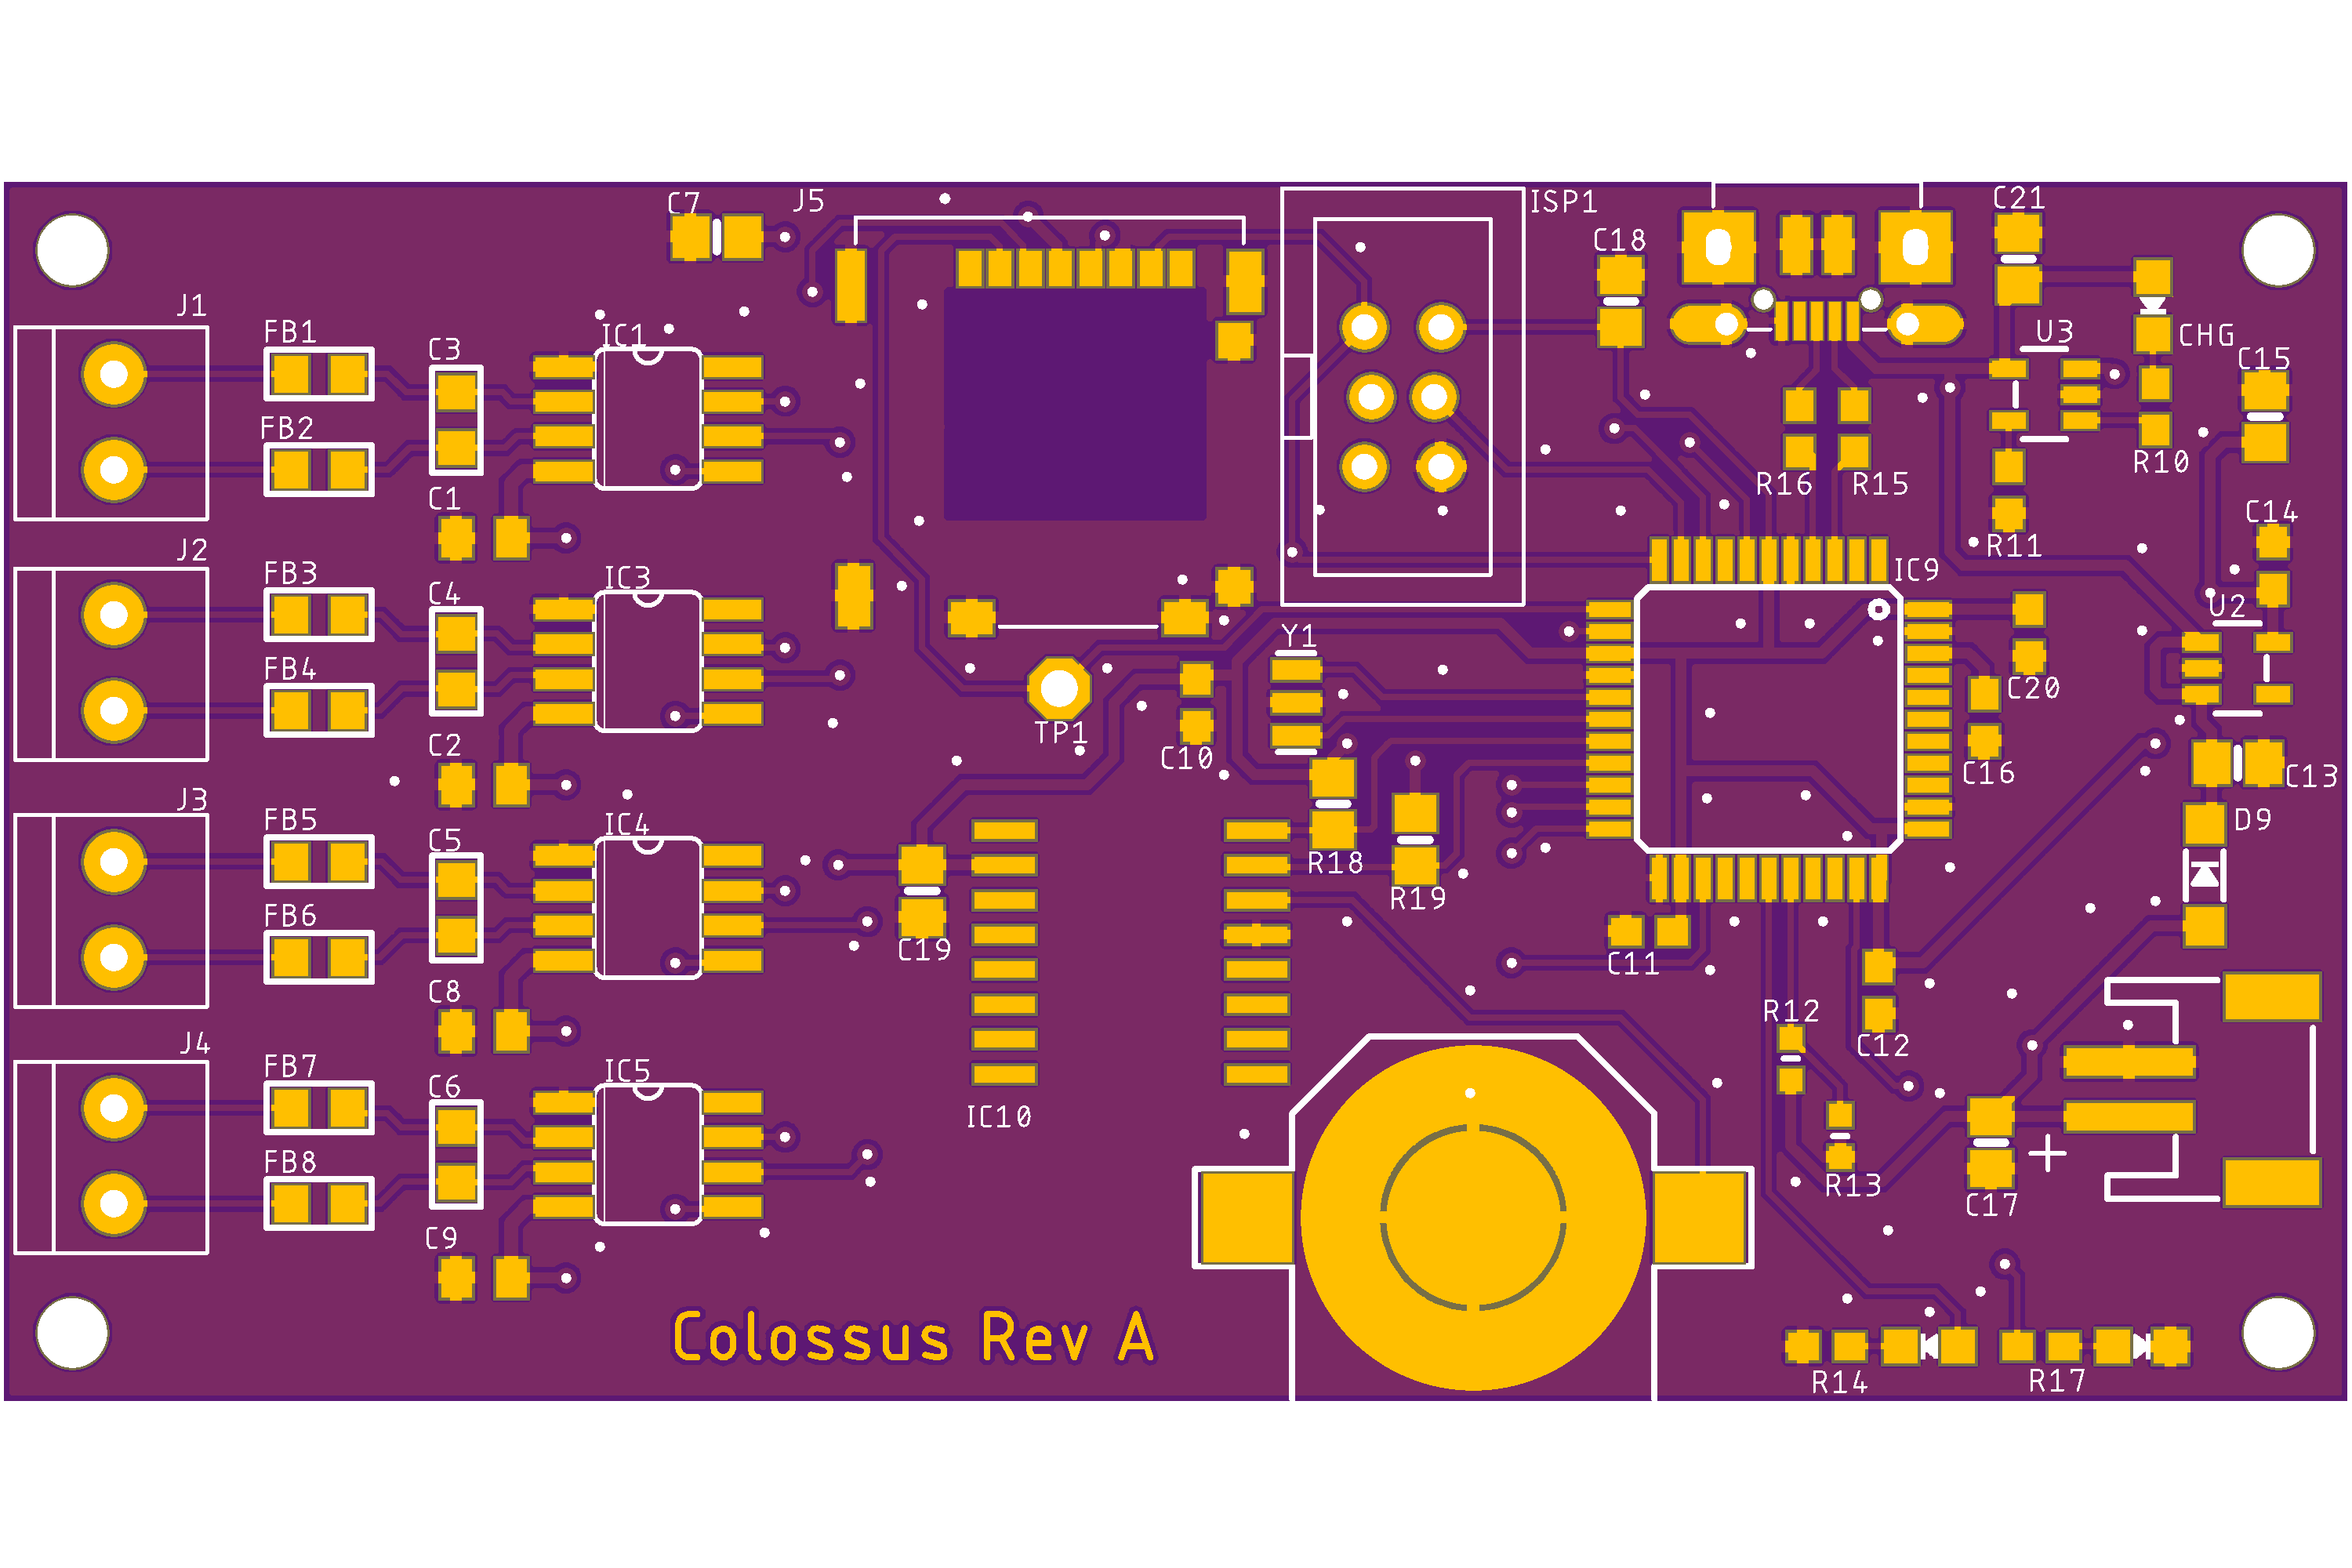 C7 J5 ISP1 C21
C18
J1 FB1 C3 IC1 U3 CHG C15
FB2 R16 R15 R10
C1 C14
J2 FB3 C4 IC3 R11 IC9
U2
Y1
FB4 C20
TP1 C10 C16 C13
C2
J3 FB5 C5 IC4 D9
R18
FB6 R19
C19 C11
C8 R12
J4 FB7 C6 IC5 C12
IC10
FB8 +
R13 C17
C9
Colossus Rev A
R14 R17